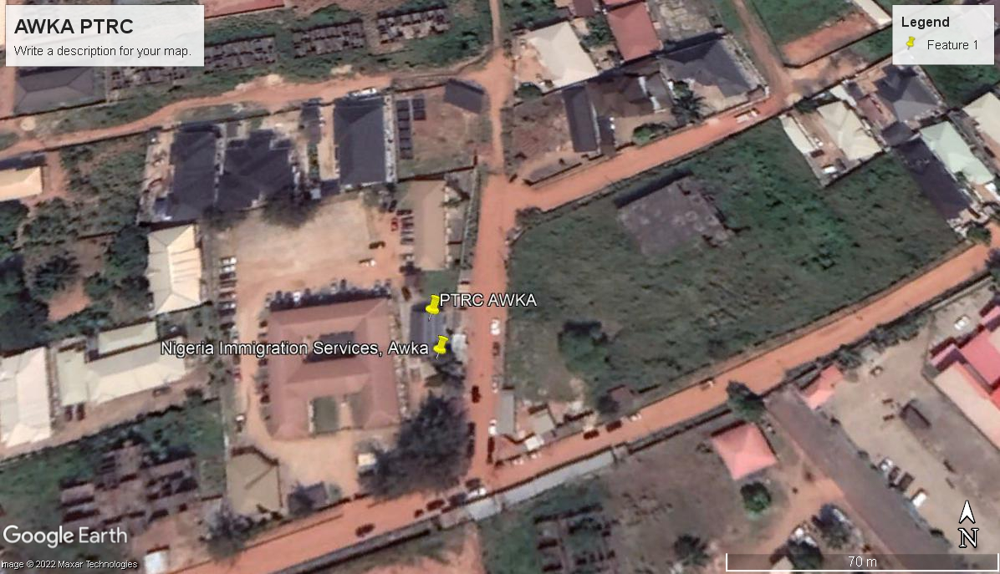 AWKA PTRC
Write a description for your map.
Legend
Feature 1
PTRC AWKA
Nigeria Immigration Services, Awka
Google Earth
Image © 2022 Maxar Technologies
N
70 m